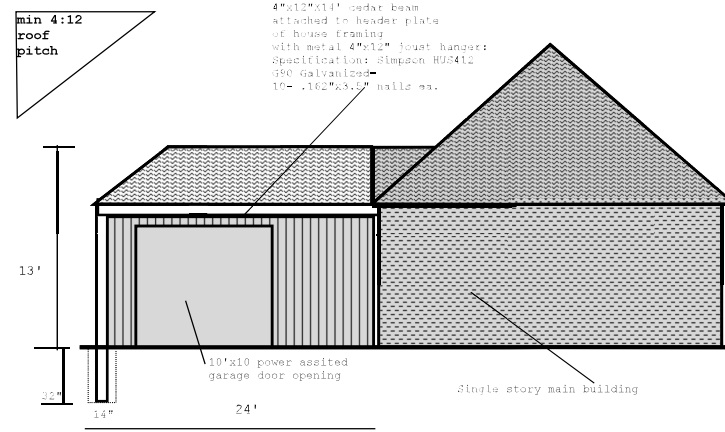 min 4:12
roof
pitch
4"x12"x14' cedar beam
attached to header plate
of house framing
with metal 4"x12" joust hanger:
Specification: Simpson HUS412
G90 Galvanized-
10- .162"x3.5" nails ea.
13'
10'x10 power assited
garage door opening
Single story main building
32"
14"
24'